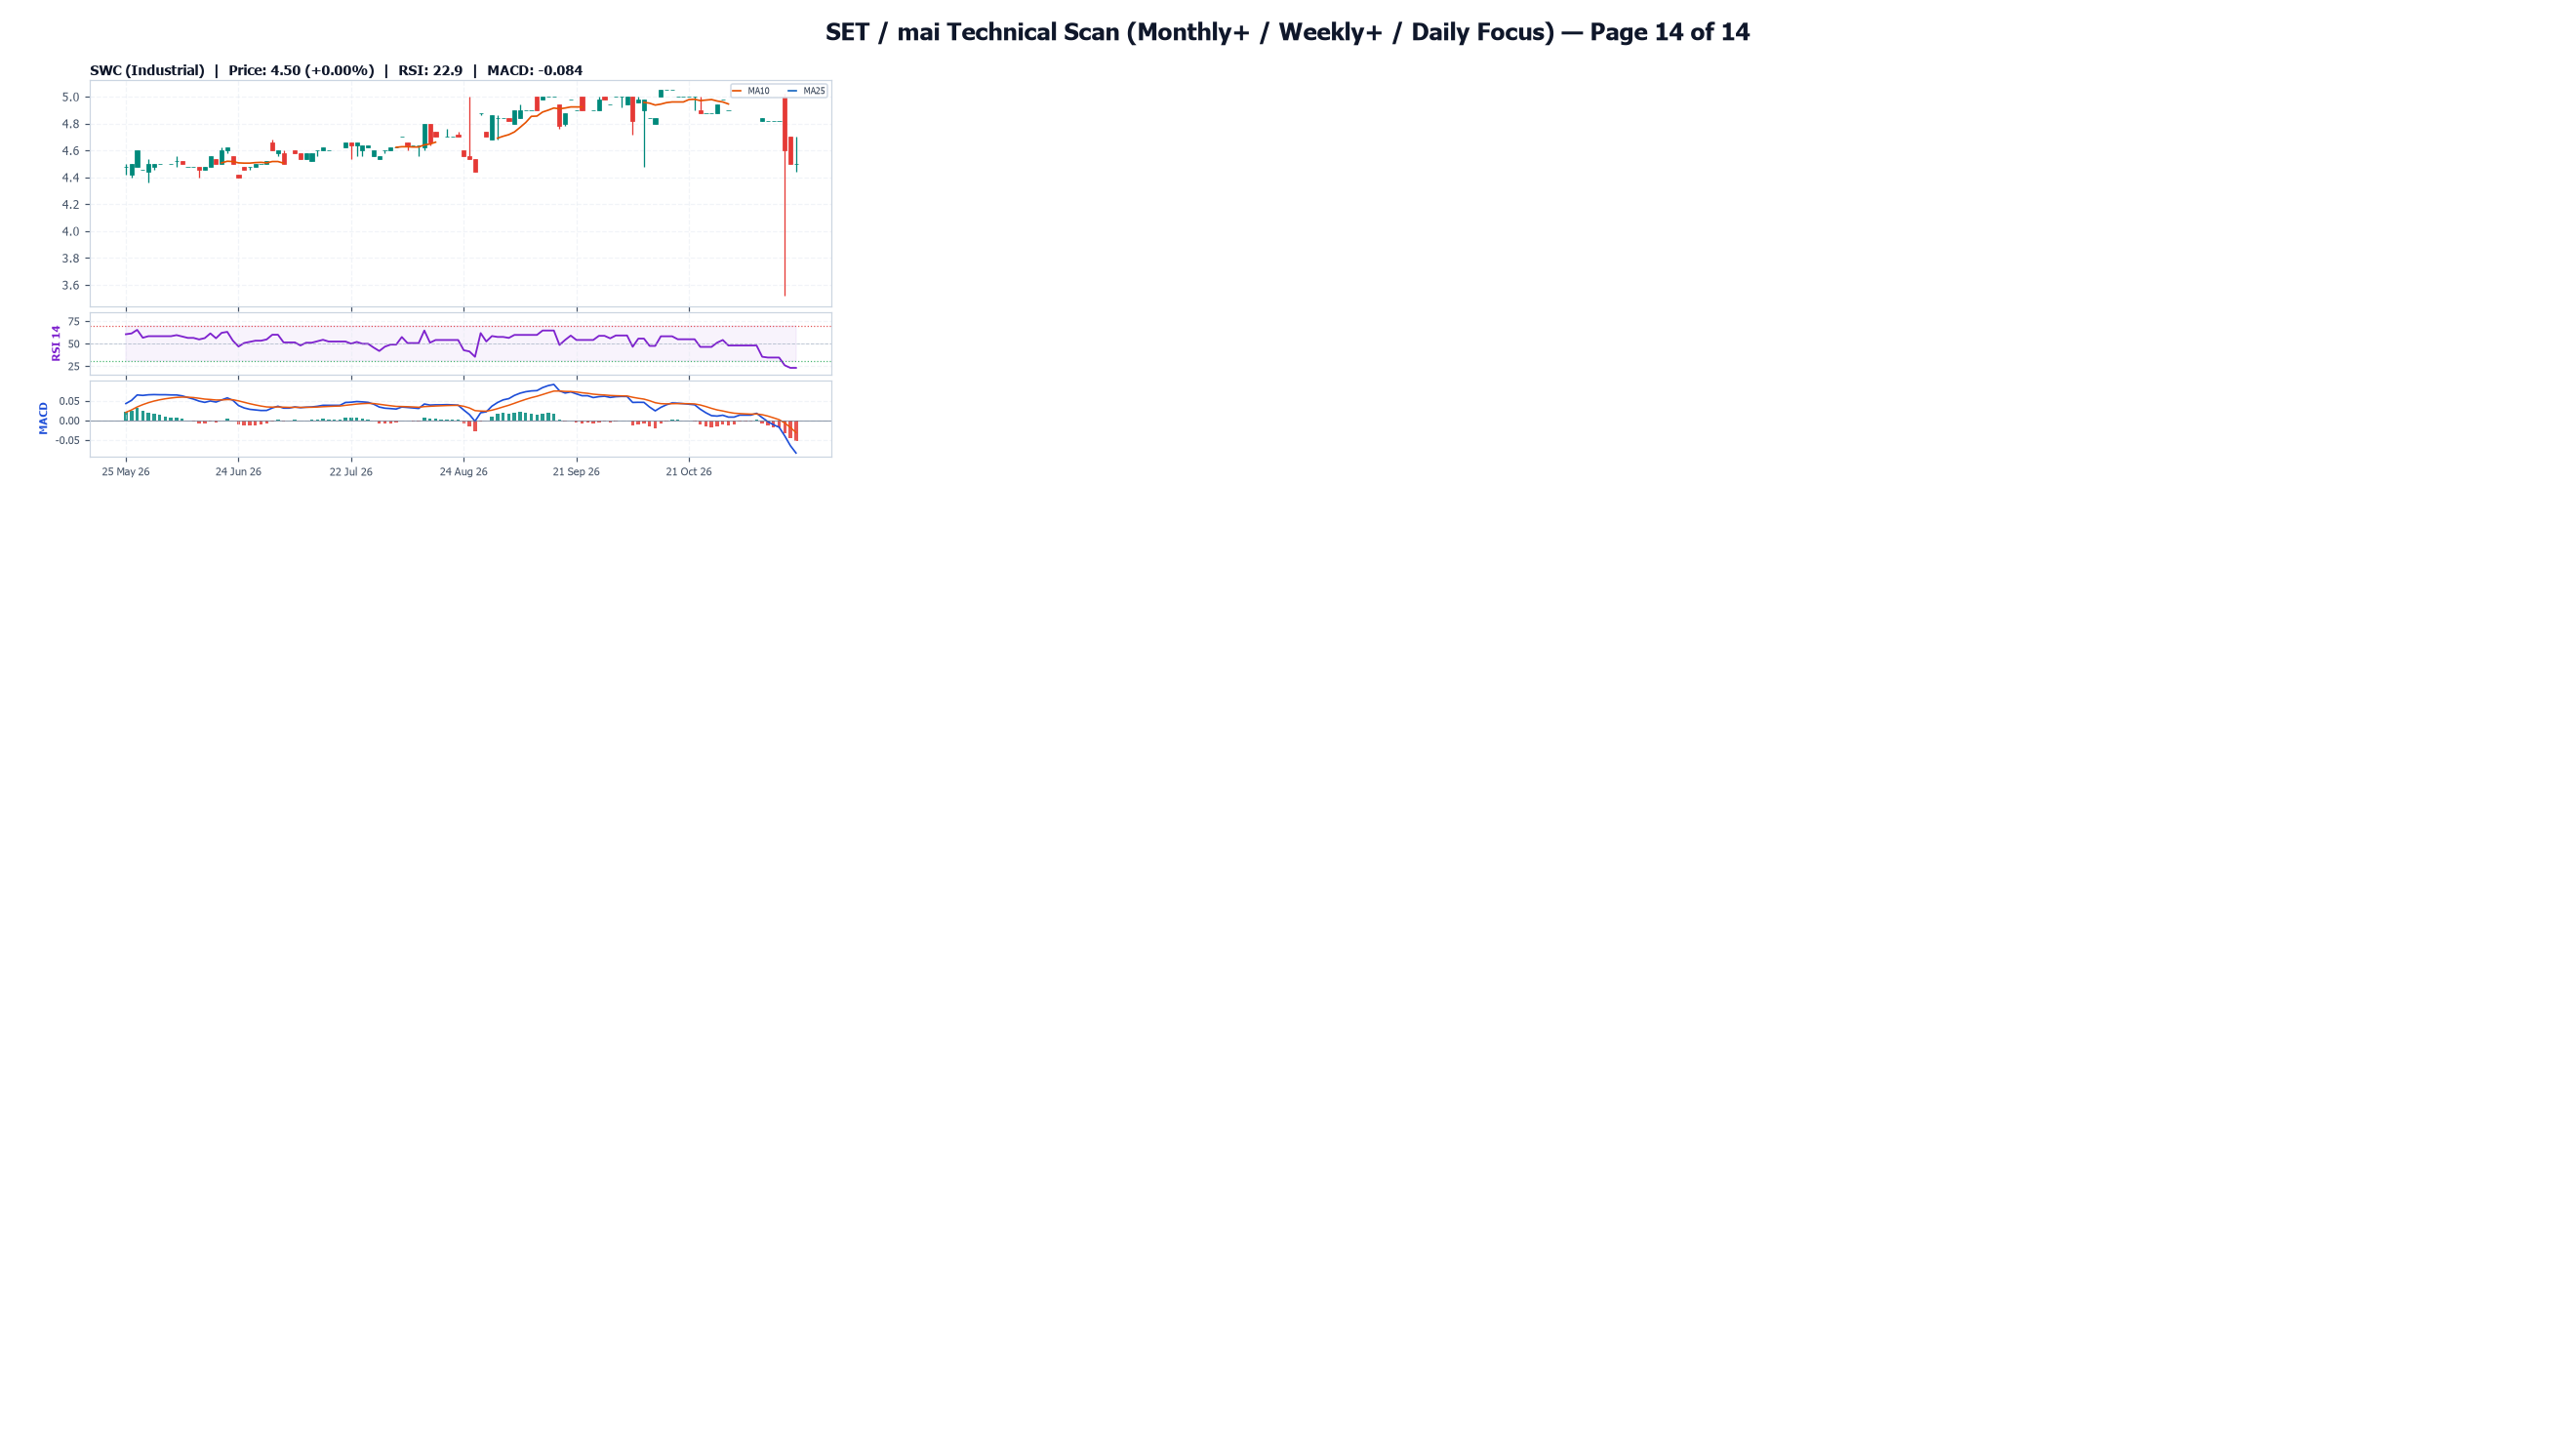 SET / mai Technical Scan (Monthly+ / Weekly+ / Daily Focus) — Page 14 of 14
SWC (Industrial) | Price: 4.50 (+0.00%) | RSI: 22.9 | MACD: -0.084
MA10 MA25
5.0
4.8
4.6
4.4
4.2
4.0
3.8
3.6
RSI 14
75
50
25
MACD
0.05
0.00
-0.05
25 May 26 24 Jun 26 22 Jul 26 24 Aug 26 21 Sep 26 21 Oct 26